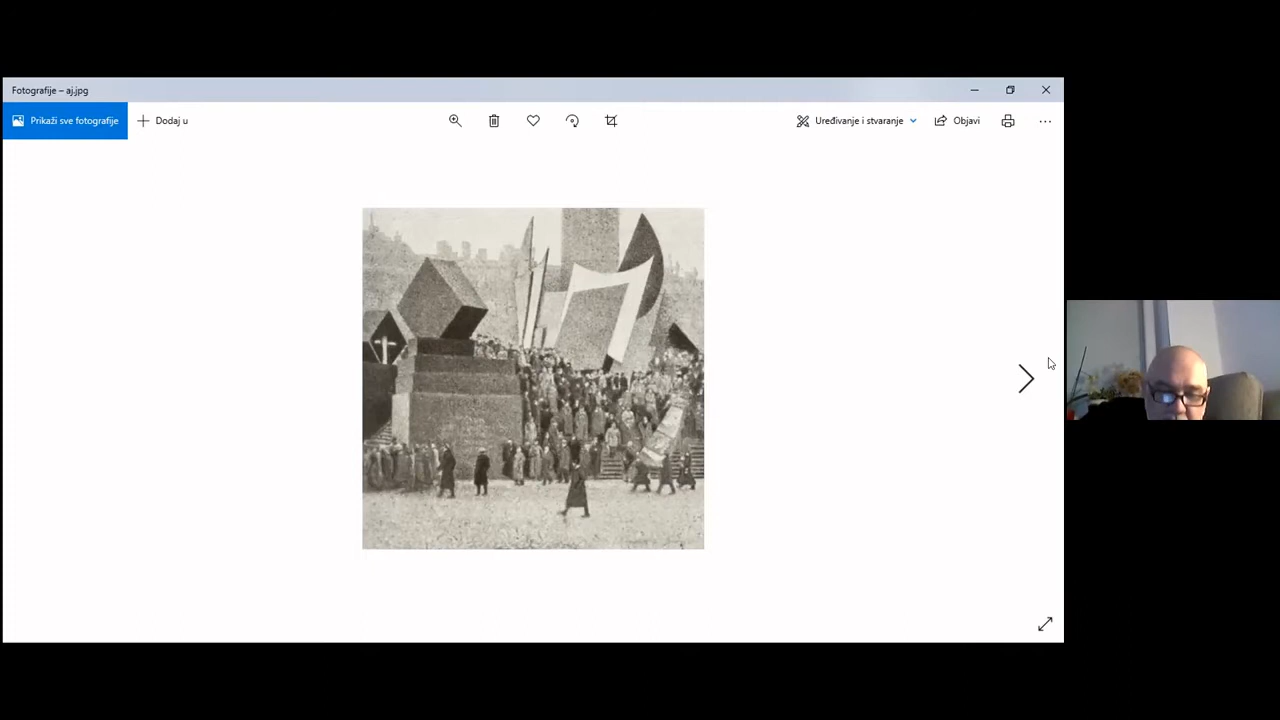 Fotografije – aj.jpg
Prikaži sve fotografije
Dodaj u
Uređivanje i stvaranje
Objavi